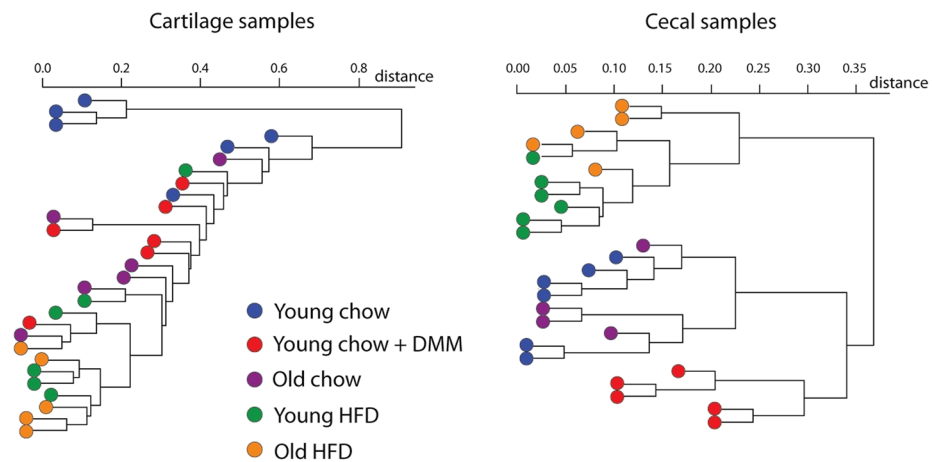 Cartilage samples
0.0 0.2 0.4 0.6 0.8 distance
Young chow
Young chow + DMM
Old chow
Young HFD
Old HFD
Cecal samples
0.00 0.05 0.10 0.15 0.20 0.30 0.35 distance